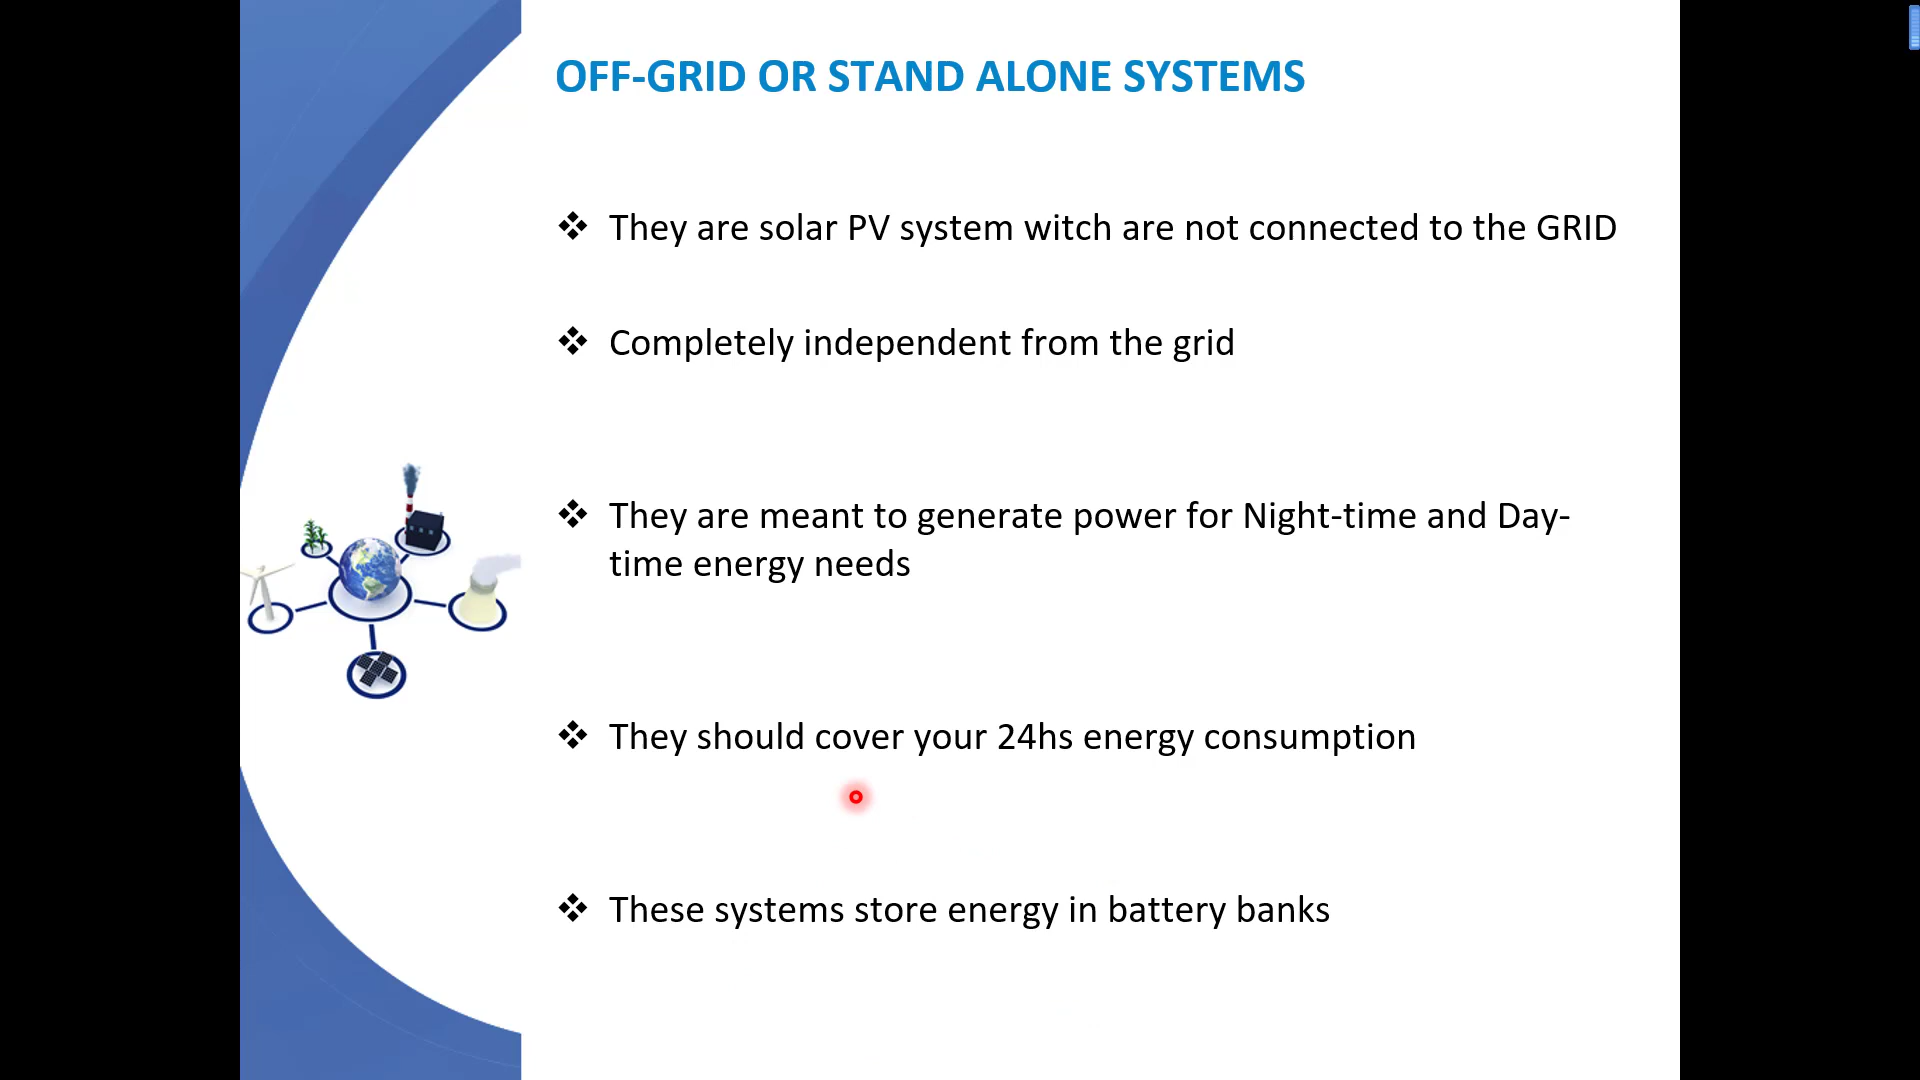 OFF-GRID OR STAND ALONE SYSTEMS
❖ They are solar PV system witch are not connected to the GRID
❖ Completely independent from the grid
❖ They are meant to generate power for Night-time and Day-
time energy needs
❖ They should cover your 24hs energy consumption
❖ These systems store energy in battery banks